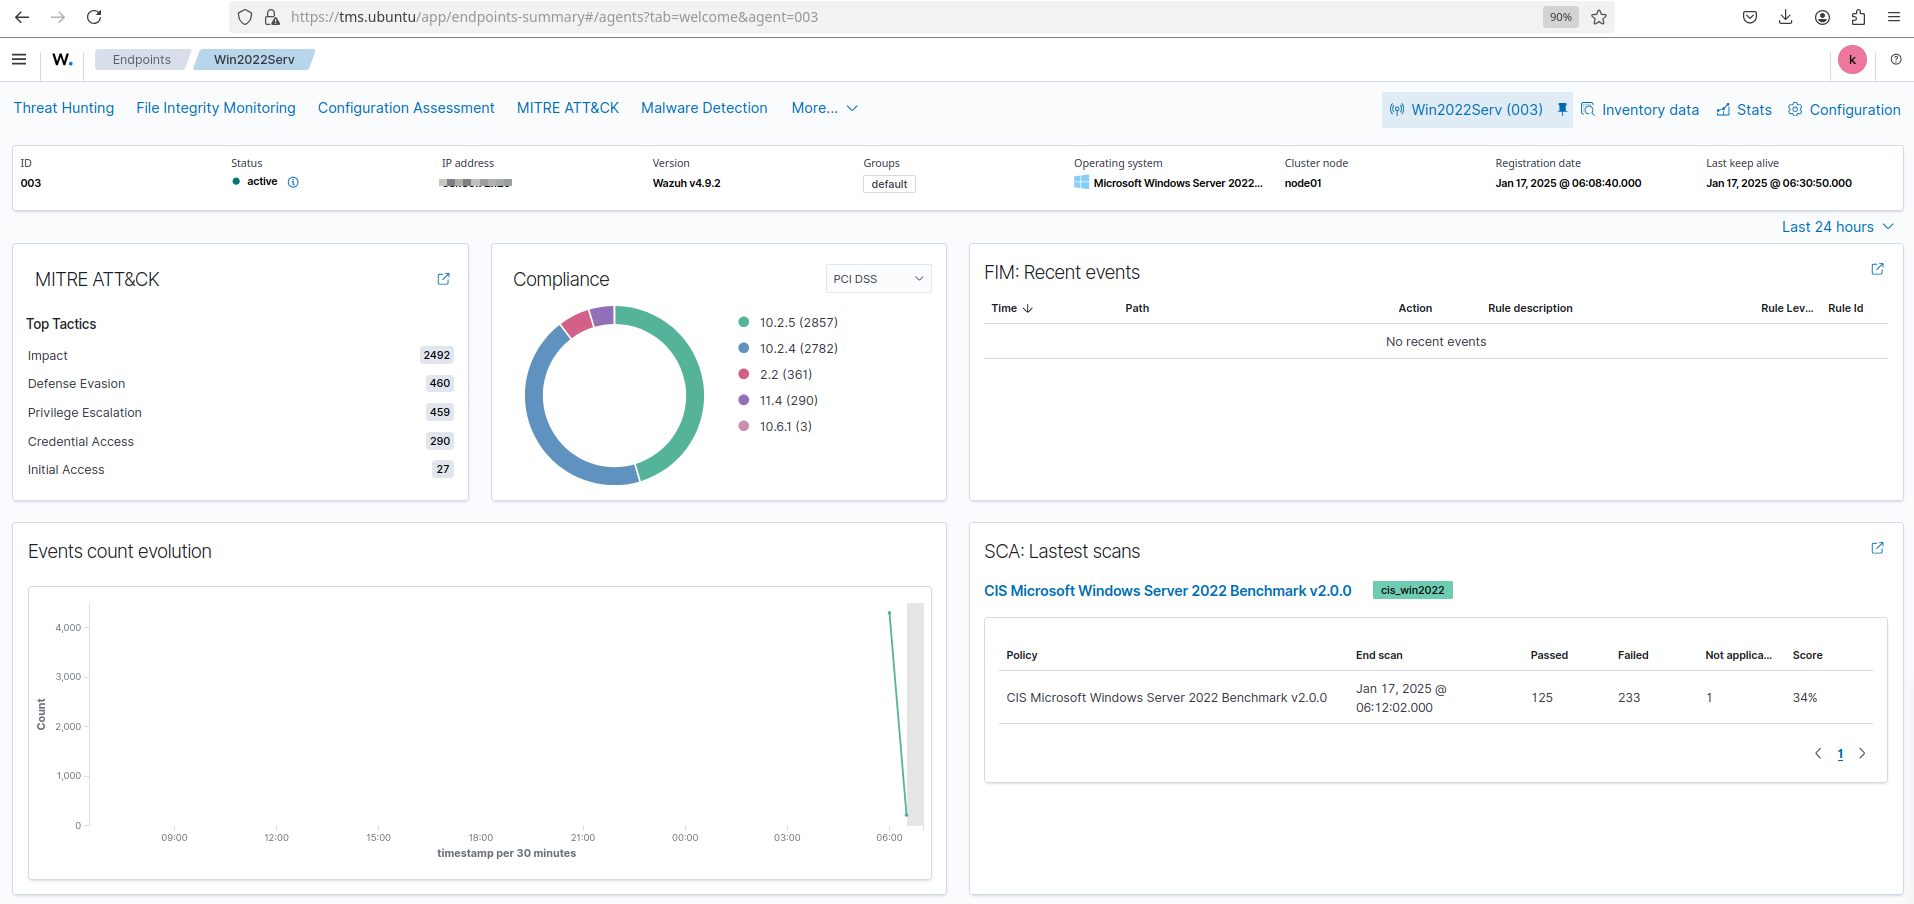 https://tms.ubuntu/app/endpoints-summary#/agents?tab=welcome&agent=003
90%
W.
Endpoints
Win2022Serv
k
Threat Hunting
File Integrity Monitoring
Configuration Assessment
MITRE ATT&CK
Malware Detection
More...
Win2022Serv (003)
Inventory data
Stats
Configuration
ID
Status
IP address
Version
Groups
Operating system
Cluster node
Registration date
Last keep alive
003
active
Wazuh v4.9.2
default
Microsoft Windows Server 2022...
node01
Jan 17, 2025 @ 06:08:40.000
Jan 17, 2025 @ 06:30:50.000
Last 24 hours
MITRE ATT&CK
Top Tactics
Impact
2492
Defense Evasion
460
Privilege Escalation
459
Credential Access
290
Initial Access
27
Compliance
PCI DSS
10.2.5 (2857)
10.2.4 (2782)
2.2 (361)
11.4 (290)
10.6.1 (3)
FIM: Recent events
Time
Path
Action
Rule description
Rule Lev...
Rule Id
No recent events
Events count evolution
Count
4,000
3,000
2,000
1,000
0
09:00
12:00
15:00
18:00
21:00
00:00
03:00
06:00
timestamp per 30 minutes
SCA: Lastest scans
CIS Microsoft Windows Server 2022 Benchmark v2.0.0
cis_win2022
Policy
End scan
Passed
Failed
Not applica...
Score
CIS Microsoft Windows Server 2022 Benchmark v2.0.0
Jan 17, 2025 @
06:12:02.000
125
233
1
34%
1